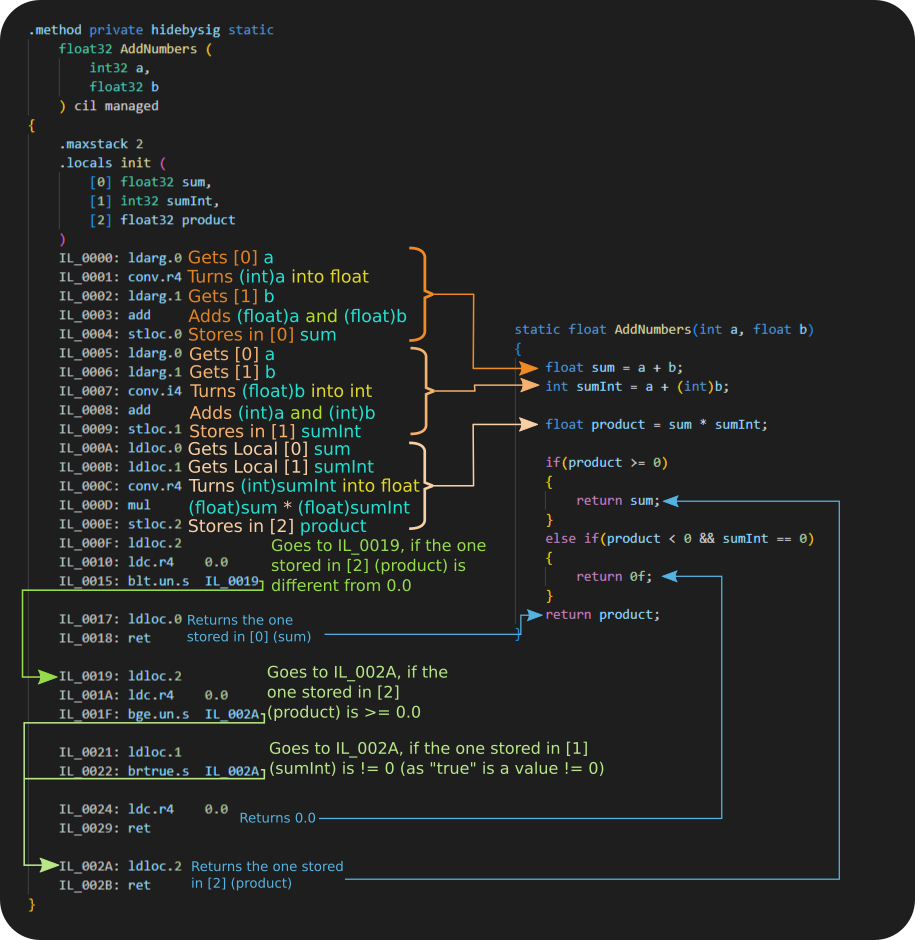 .method private hidebysig static
float32 AddNumbers (
int32 a,
float32 b
) cil managed
{
.maxstack 2
.locals init (
[0] float32 sum,
[1] int32 sumInt,
[2] float32 product
)
IL_0000: ldarg.0 Gets [0] a
IL_0001: conv.r4 Turns (int)a into float
IL_0002: ldarg.1 Gets [1] b
IL_0003: add Adds (float)a and (float)b
IL_0004: stloc.0 Stores in [0] sum
IL_0005: ldarg.0 Gets [0] a
IL_0006: ldarg.1 Gets [1] b
IL_0007: conv.i4 Turns (float)b into int
IL_0008: add Adds (int)a and (int)b
IL_0009: stloc.1 Stores in [1] sumInt
IL_000A: ldloc.0 Gets Local [0] sum
IL_000B: ldloc.1 Gets Local [1] sumInt
IL_000C: conv.r4 Turns (int)sumInt into float
IL_000D: mul (float)sum * (float)sumInt
IL_000E: stloc.2 Stores in [2] product
IL_000F: ldloc.2
IL_0010: ldc.r4 0.0
IL_0015: blt.un.s IL_0019
Goes to IL_0019, if the one
stored in [2] (product) is
different from 0.0
IL_0017: ldloc.0
IL_0018: ret
Returns the one
stored in [0] (sum)
IL_0019: ldloc.2
IL_001A: ldc.r4 0.0
IL_001F: bge.un.s IL_002A
Goes to IL_002A, if the
one stored in [2]
(product) is >= 0.0
IL_0021: ldloc.1
IL_0022: brtrue.s IL_002A
Goes to IL_002A, if the one stored in [1]
(sumInt) is != 0 (as "true" is a value != 0)
IL_0024: ldc.r4 0.0
IL_0029: ret
Returns 0.0
IL_002A: ldloc.2
IL_002B: ret
Returns the one stored
in [2] (product)
}
static float AddNumbers(int a, float b)
{
float sum = a + b;
int sumInt = a + (int)b;
float product = sum * sumInt;
if(product >= 0)
{
return sum;
}
else if(product < 0 && sumInt == 0)
{
return 0f;
}
return product;
}